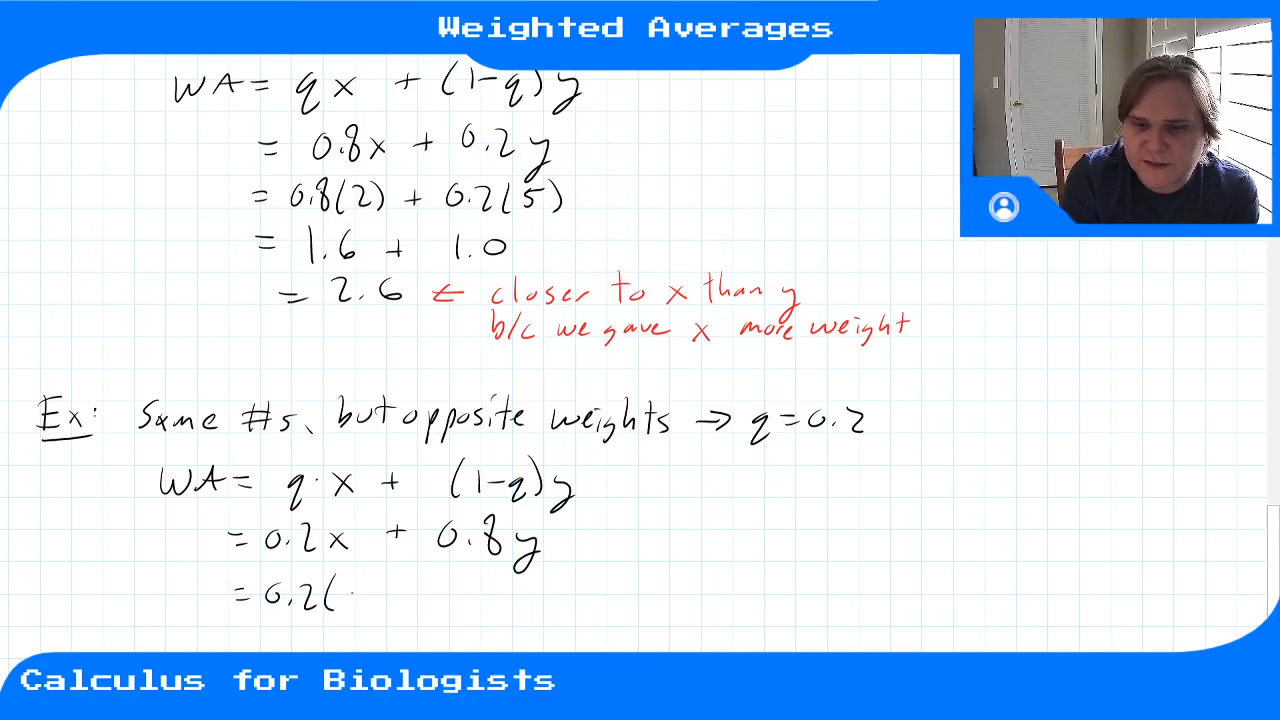 Weighted Averages
WA = qx + (1-q)y
= 0.8x + 0.2y
= 0.8(2) + 0.2(5)
= 1.6 + 1.0
= 2.6 ← closer to x than y
b/c we gave x more weight
Ex: Same #s, but opposite weights → q=0.2
WA = q·x + (1-q)y
= 0.2x + 0.8y
= 0.2(
Calculus for Biologists